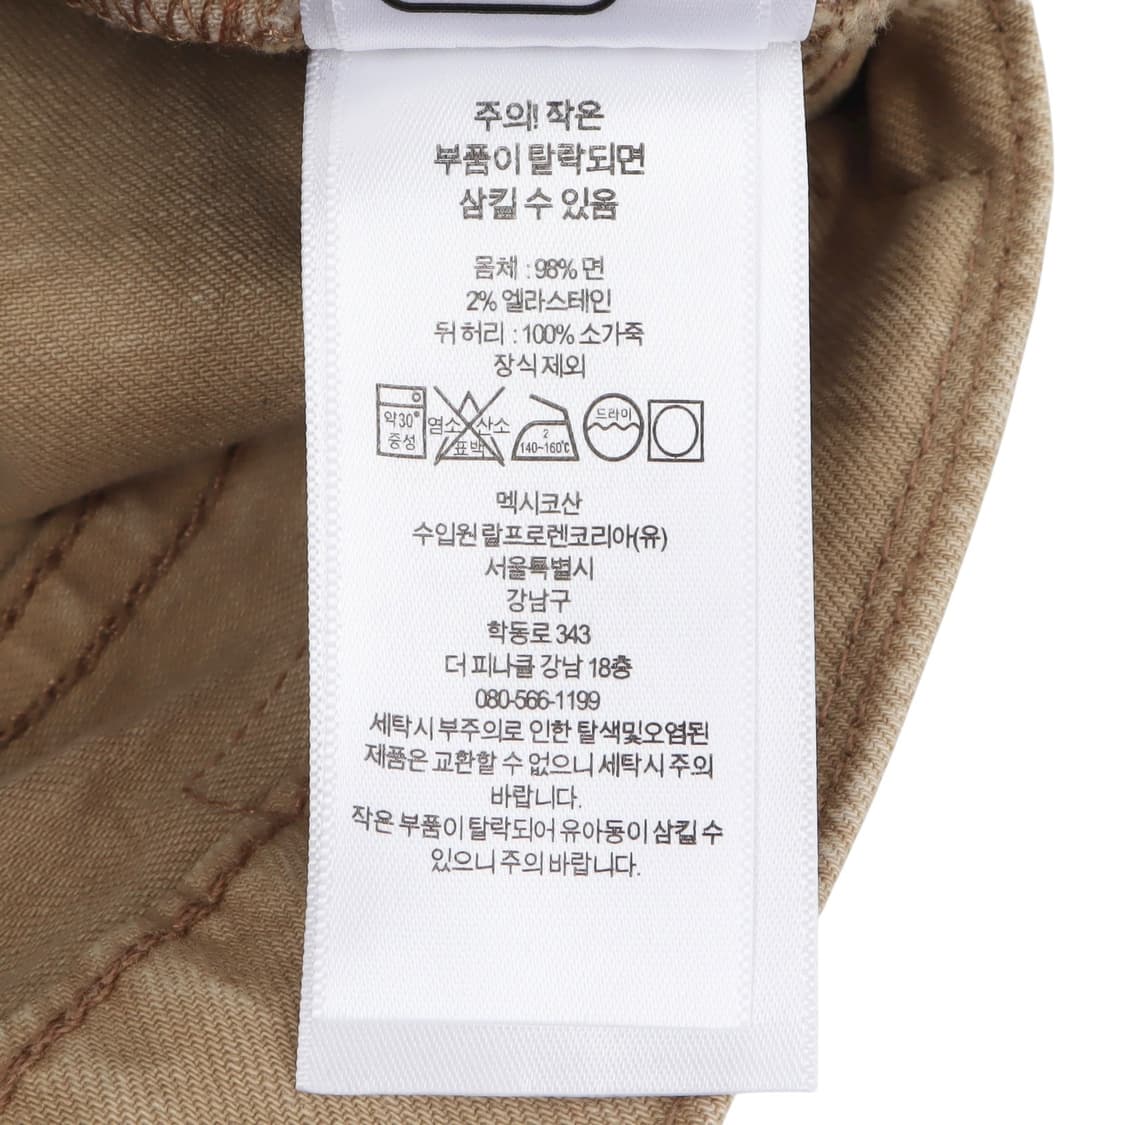 주의! 작은
부품이 탈락되면
삼킬 수 있음
몸체 : 98% 면
2% 엘라스테인
뒤 허리 : 100% 소가죽
장식 제외
약30°
중성
염소 산소
표백
2
140~160℃
드라이
멕시코산
수입원 랄프로렌코리아(유)
서울특별시
강남구
학동로 343
더 피나클 강남 18층
080-566-1199
세탁시 부주의로 인한 탈색및오염된
제품은 교환할 수 없으니 세탁시 주의
바랍니다.
작은 부품이 탈락되어 유아동이 삼킬 수
있으니 주의 바랍니다.